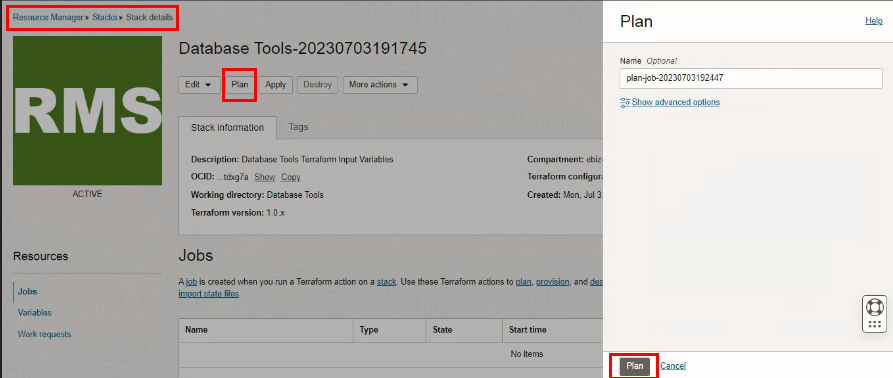 Resource Manager » Stacks » Stack details
RMS
ACTIVE
Database Tools-20230703191745
Edit Plan Apply Destroy More actions
Stack information Tags
Description: Database Tools Terraform Input Variables
OCID: ...tdxg7a Show Copy
Working directory: Database Tools
Terraform version: 1.0.x
Compartment: ebiz
Terraform configura
Created: Mon, Jul 3
Resources
Jobs
Variables
Work requests
Jobs
A job is created when you run a Terraform action on a stack. Use these Terraform actions to plan, provision, and des
import state files
Name Type State Start time
No items
Plan
Help
Name Optional
plan-job-20230703192447
Show advanced options
Plan Cancel